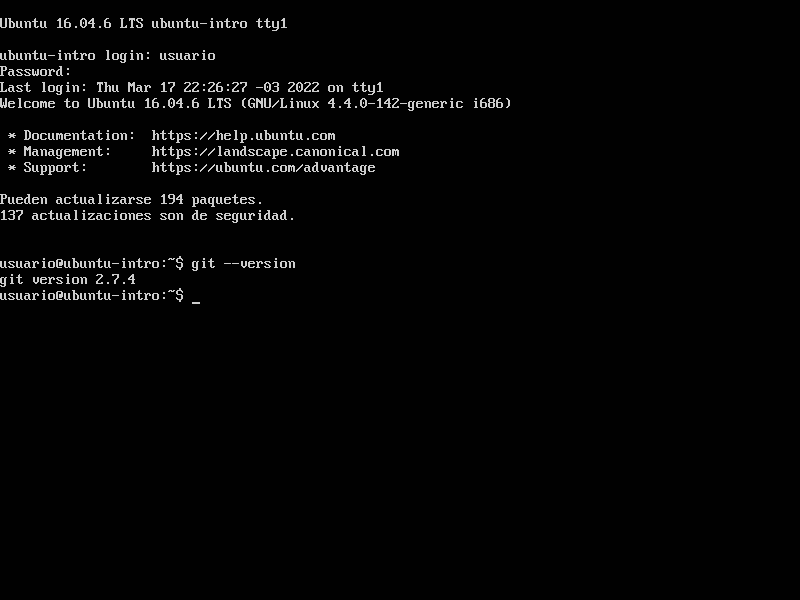 Ubuntu 16.04.6 LTS ubuntu-intro tty1
ubuntu-intro login: usuario
Password:
Last login: Thu Mar 17 22:26:27 -03 2022 on tty1
Welcome to Ubuntu 16.04.6 LTS (GNU/Linux 4.4.0-142-generic i686)
* Documentation:  https://help.ubuntu.com
* Management:     https://landscape.canonical.com
* Support:        https://ubuntu.com/advantage
Pueden actualizarse 194 paquetes.
137 actualizaciones son de seguridad.
usuario@ubuntu-intro:~$ git --version
git version 2.7.4
usuario@ubuntu-intro:~$ _